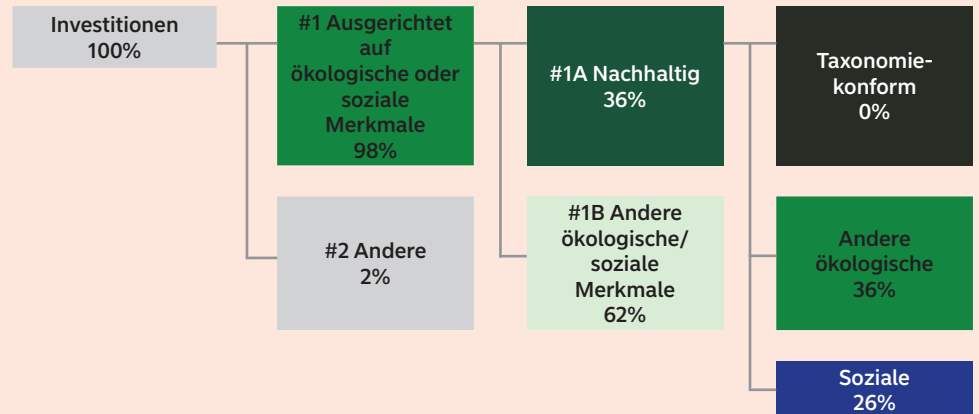 Investitionen
100%
#1 Ausgerichtet
auf
ökologische oder
soziale
Merkmale
98%
#2 Andere
2%
#1A Nachhaltig
36%
#1B Andere
ökologische/
soziale
Merkmale
62%
Taxonomie-
konform
0%
Andere
ökologische
36%
Soziale
26%